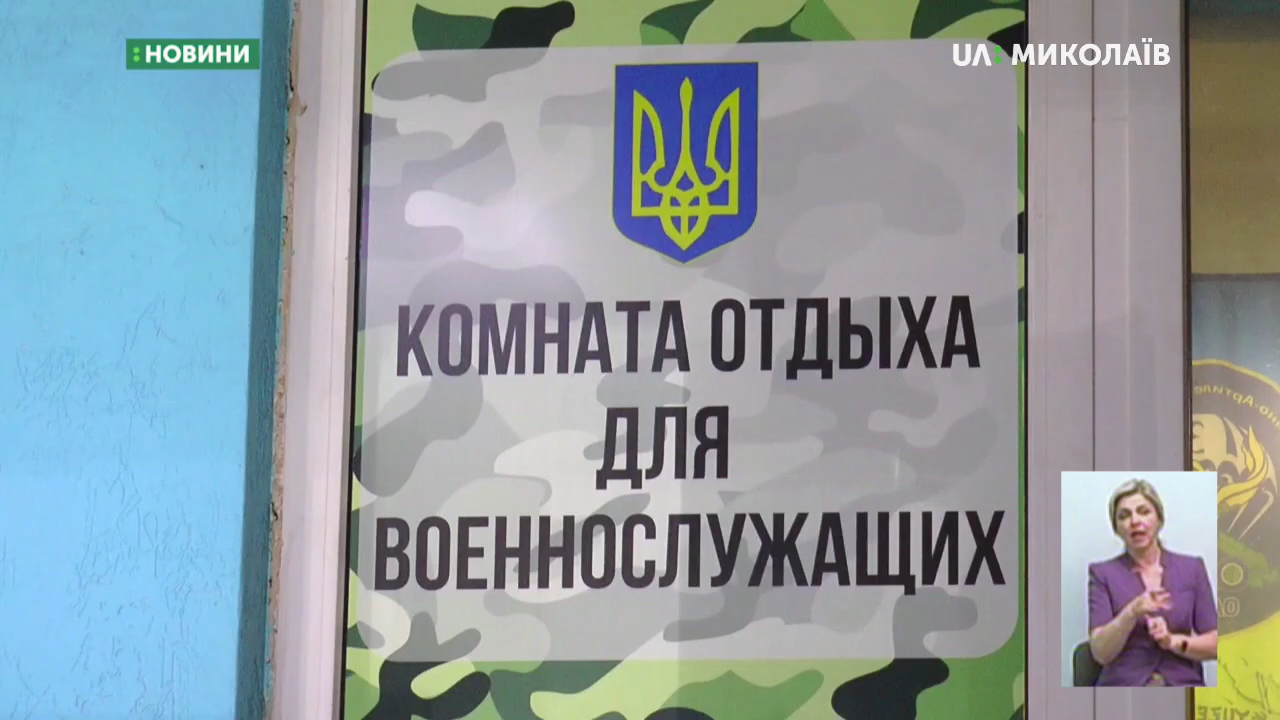 :НОВИНИ
UA: МИКОЛАЇВ
КОМНАТА ОТДЫХА
ДЛЯ
ВОЕННОСЛУЖАЩИХ